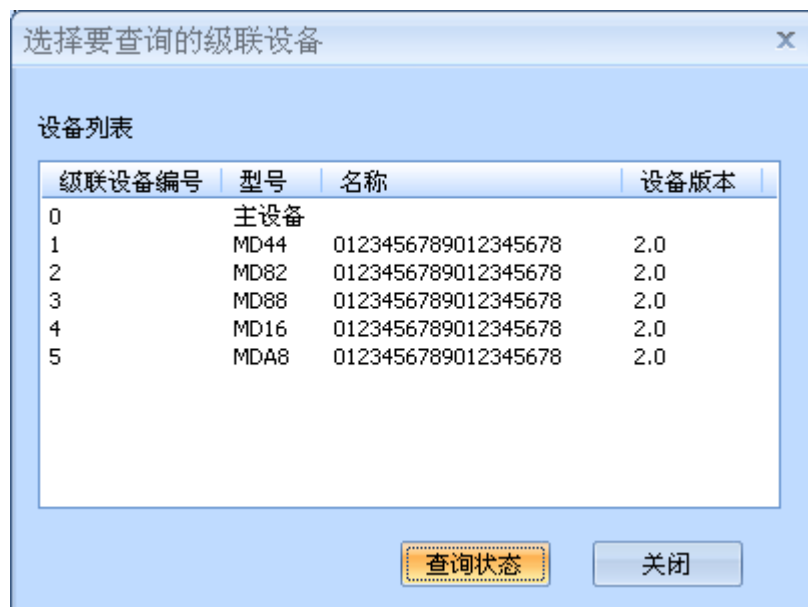 选择要查询的级联设备 x
设备列表
级联设备编号 型号 名称 设备版本
0 主设备
1 MD44 0123456789012345678 2.0
2 MD82 0123456789012345678 2.0
3 MD88 0123456789012345678 2.0
4 MD16 0123456789012345678 2.0
5 MDA8 0123456789012345678 2.0
查询状态 关闭